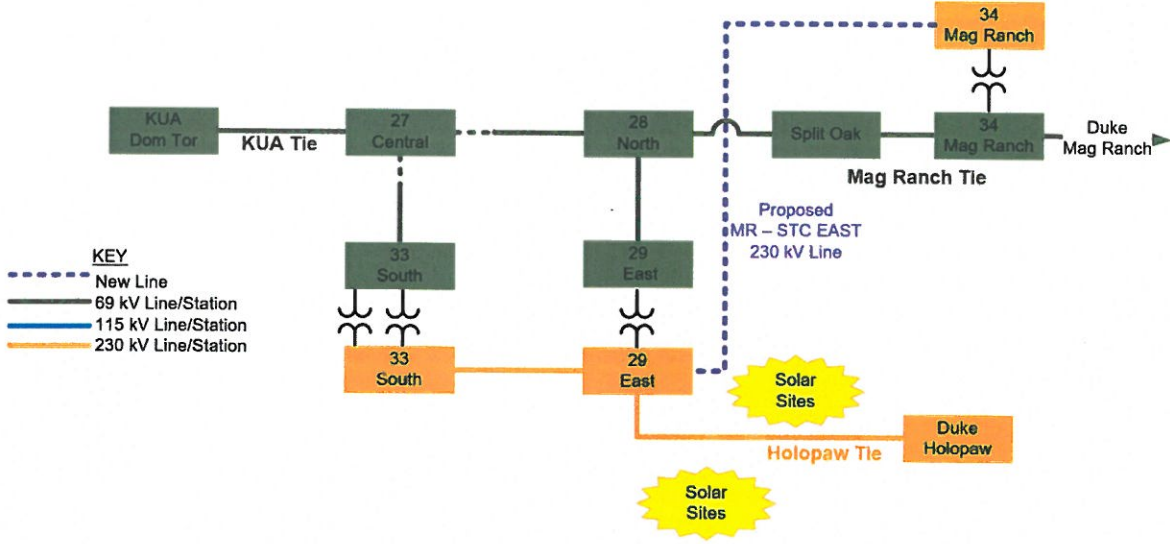 34
Mag Ranch
KUA
Dom Tor
KUA Tie
27
Central
28
North
Split Oak
34
Mag Ranch
Duke
Mag Ranch
Mag Ranch Tie
Proposed
MR – STC EAST
230 kV Line
33
South
29
East
KEY
New Line
69 kV Line/Station
115 kV Line/Station
230 kV Line/Station
33
South
29
East
Solar
Sites
Duke
Holopaw
Holopaw Tie
Solar
Sites